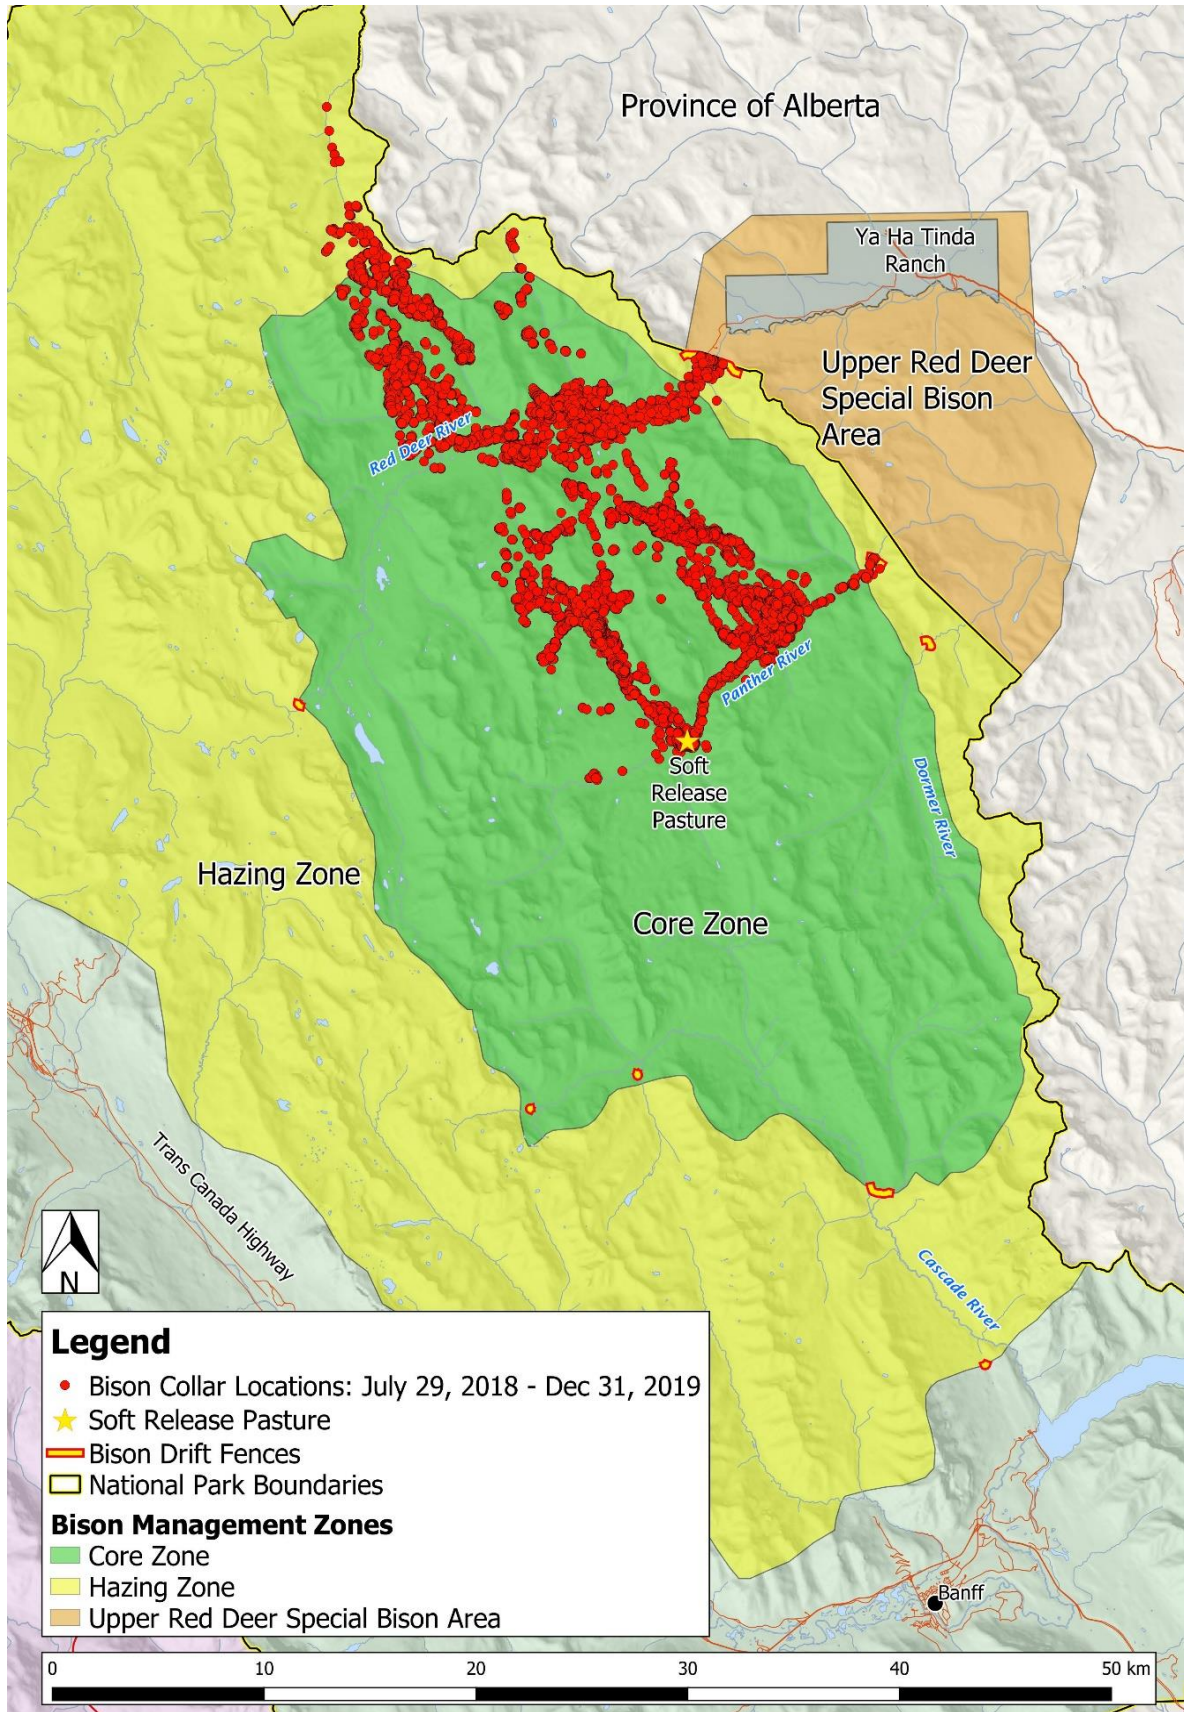 Province of Alberta
Ya Ha Tinda
Ranch
Upper Red Deer
Special Bison
Area
Red Deer River
Panther River
Soft
Release
Pasture
Dormer River
Hazing Zone
Core Zone
Trans Canada Highway
Cascade River
N
Legend
Bison Collar Locations: July 29, 2018 - Dec 31, 2019
Soft Release Pasture
Bison Drift Fences
National Park Boundaries
Bison Management Zones
Core Zone
Hazing Zone
Upper Red Deer Special Bison Area
Banff
0 10 20 30 40 50 km